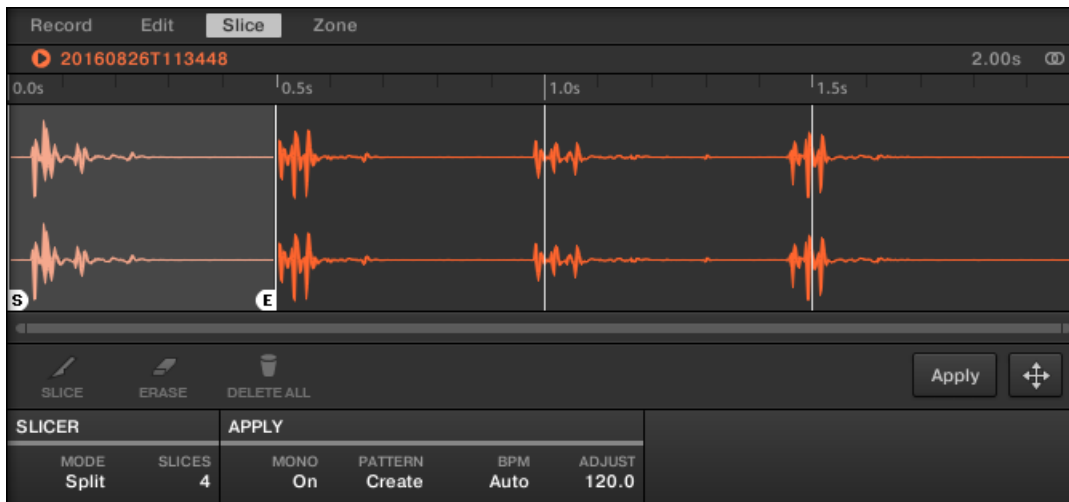 Record Edit Slice Zone
20160826T113448 2.00s
0.0s 0.5s 1.0s 1.5s
S E
SLICE ERASE DELETE ALL Apply
SLICER APPLY
MODE SLICES MONO PATTERN BPM ADJUST
Split 4 On Create Auto 120.0